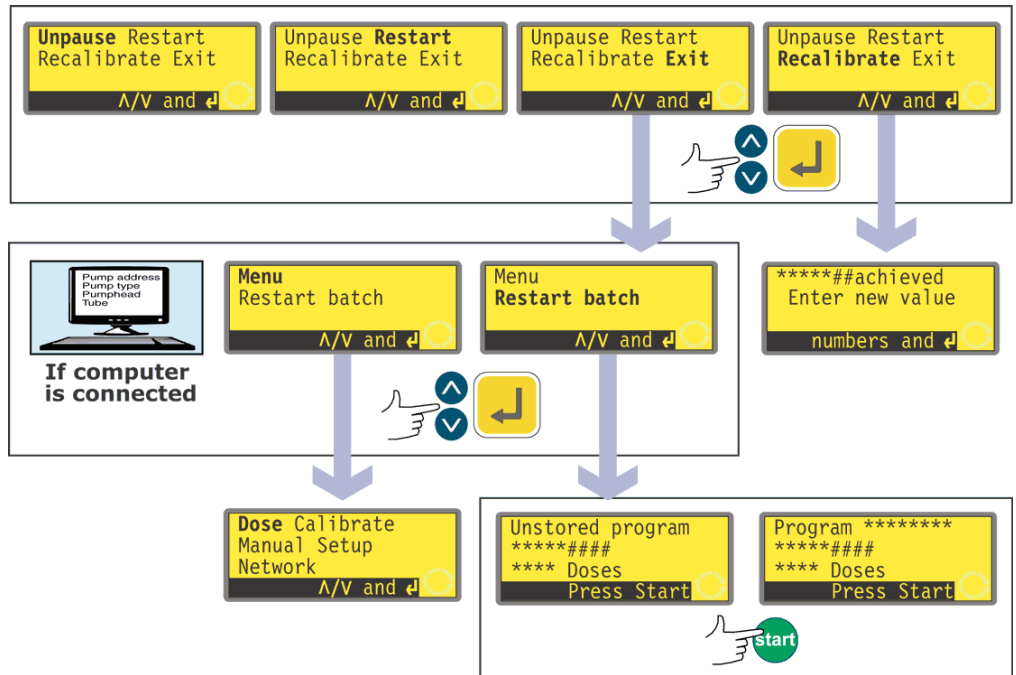 Unpause Restart
Recalibrate Exit
Λ/V and ↲
Unpause Restart
Recalibrate Exit
Λ/V and ↲
Unpause Restart
Recalibrate Exit
Λ/V and ↲
Unpause Restart
Recalibrate Exit
Λ/V and ↲
Pump address
Pump type
Pumphead
Tube
If computer
is connected
Menu
Restart batch
Λ/V and ↲
Menu
Restart batch
Λ/V and ↲
*****##achieved
Enter new value
numbers and ↲
Dose Calibrate
Manual Setup
Network
Λ/V and ↲
Unstored program
*****####
**** Doses
Press Start
Program ********
*****####
**** Doses
Press Start
start